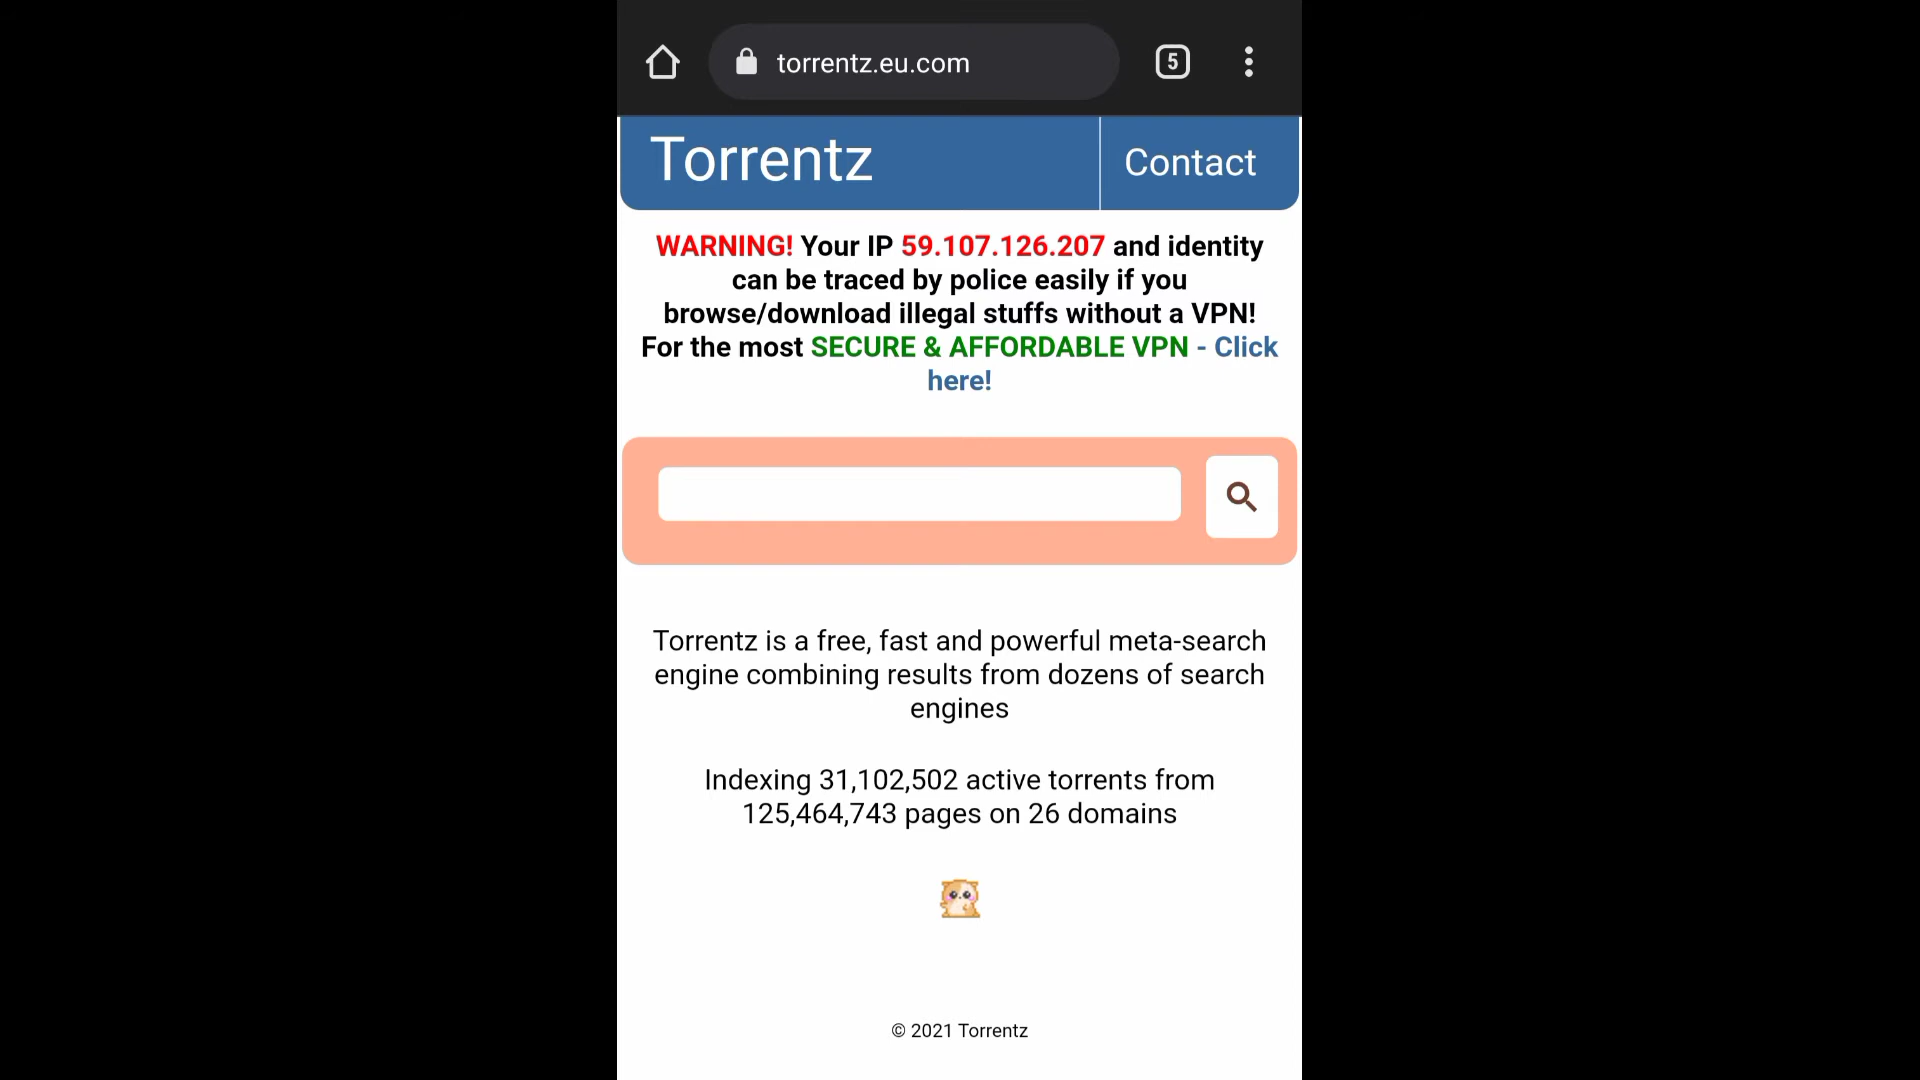 torrentz.eu.com
5
Torrentz
Contact
WARNING! Your IP 59.107.126.207 and identity
can be traced by police easily if you
browse/download illegal stuffs without a VPN!
For the most SECURE & AFFORDABLE VPN - Click
here!
Torrentz is a free, fast and powerful meta-search
engine combining results from dozens of search
engines
Indexing 31,102,502 active torrents from
125,464,743 pages on 26 domains
© 2021 Torrentz